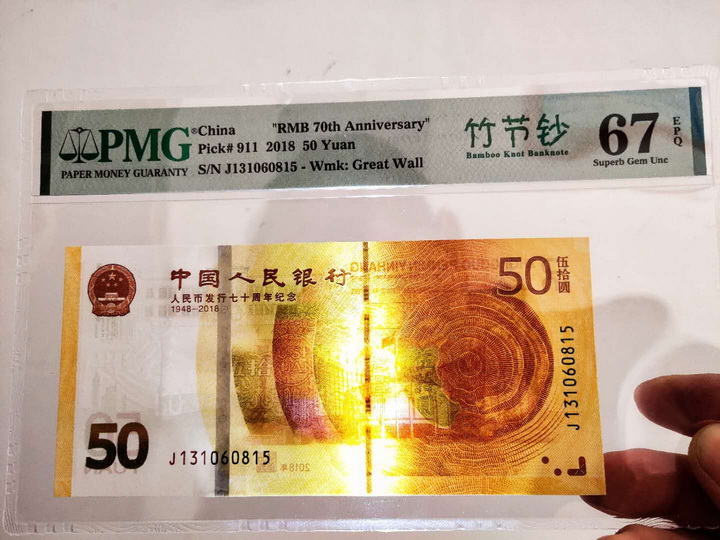 PMG® China "RMB 70th Anniversary"
PAPER MONEY GUARANTY
Pick# 911 2018 50 Yuan
S/N J131060815 - Wmk: Great Wall
竹节钞
Bamboo Knot Banknote
67 EPQ
Superb Gem Unc
中国人民银行
人民币发行七十周年纪念
1948-2018
50 伍拾圆
J131060815
50
J131060815
2018年